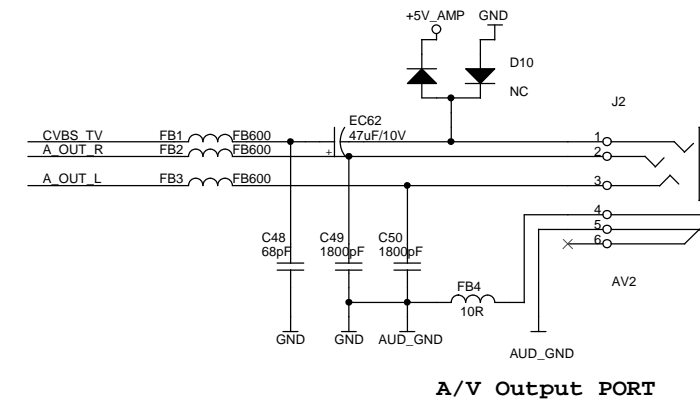 +5V_AMP GND
D10
NC
J2
EC62
47uF/10V
+
CVBS_TV FB1 FB600 1
A_OUT_R FB2 FB600 2
A_OUT_L FB3 FB600 3
4
5
6
C48 C49 C50
68pF 1800pF 1800pF
AV2
FB4
10R
GND GND AUD_GND
AUD_GND
A/V Output PORT